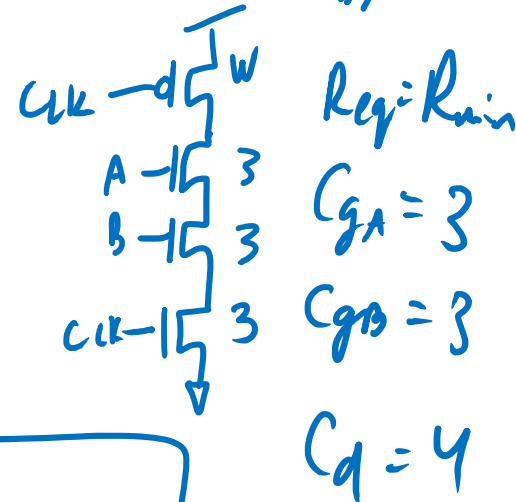 CLK W
A 3
B 3
CLK 3
Req = Rmin
CgA = 3
CgB = 3
Cd = 4